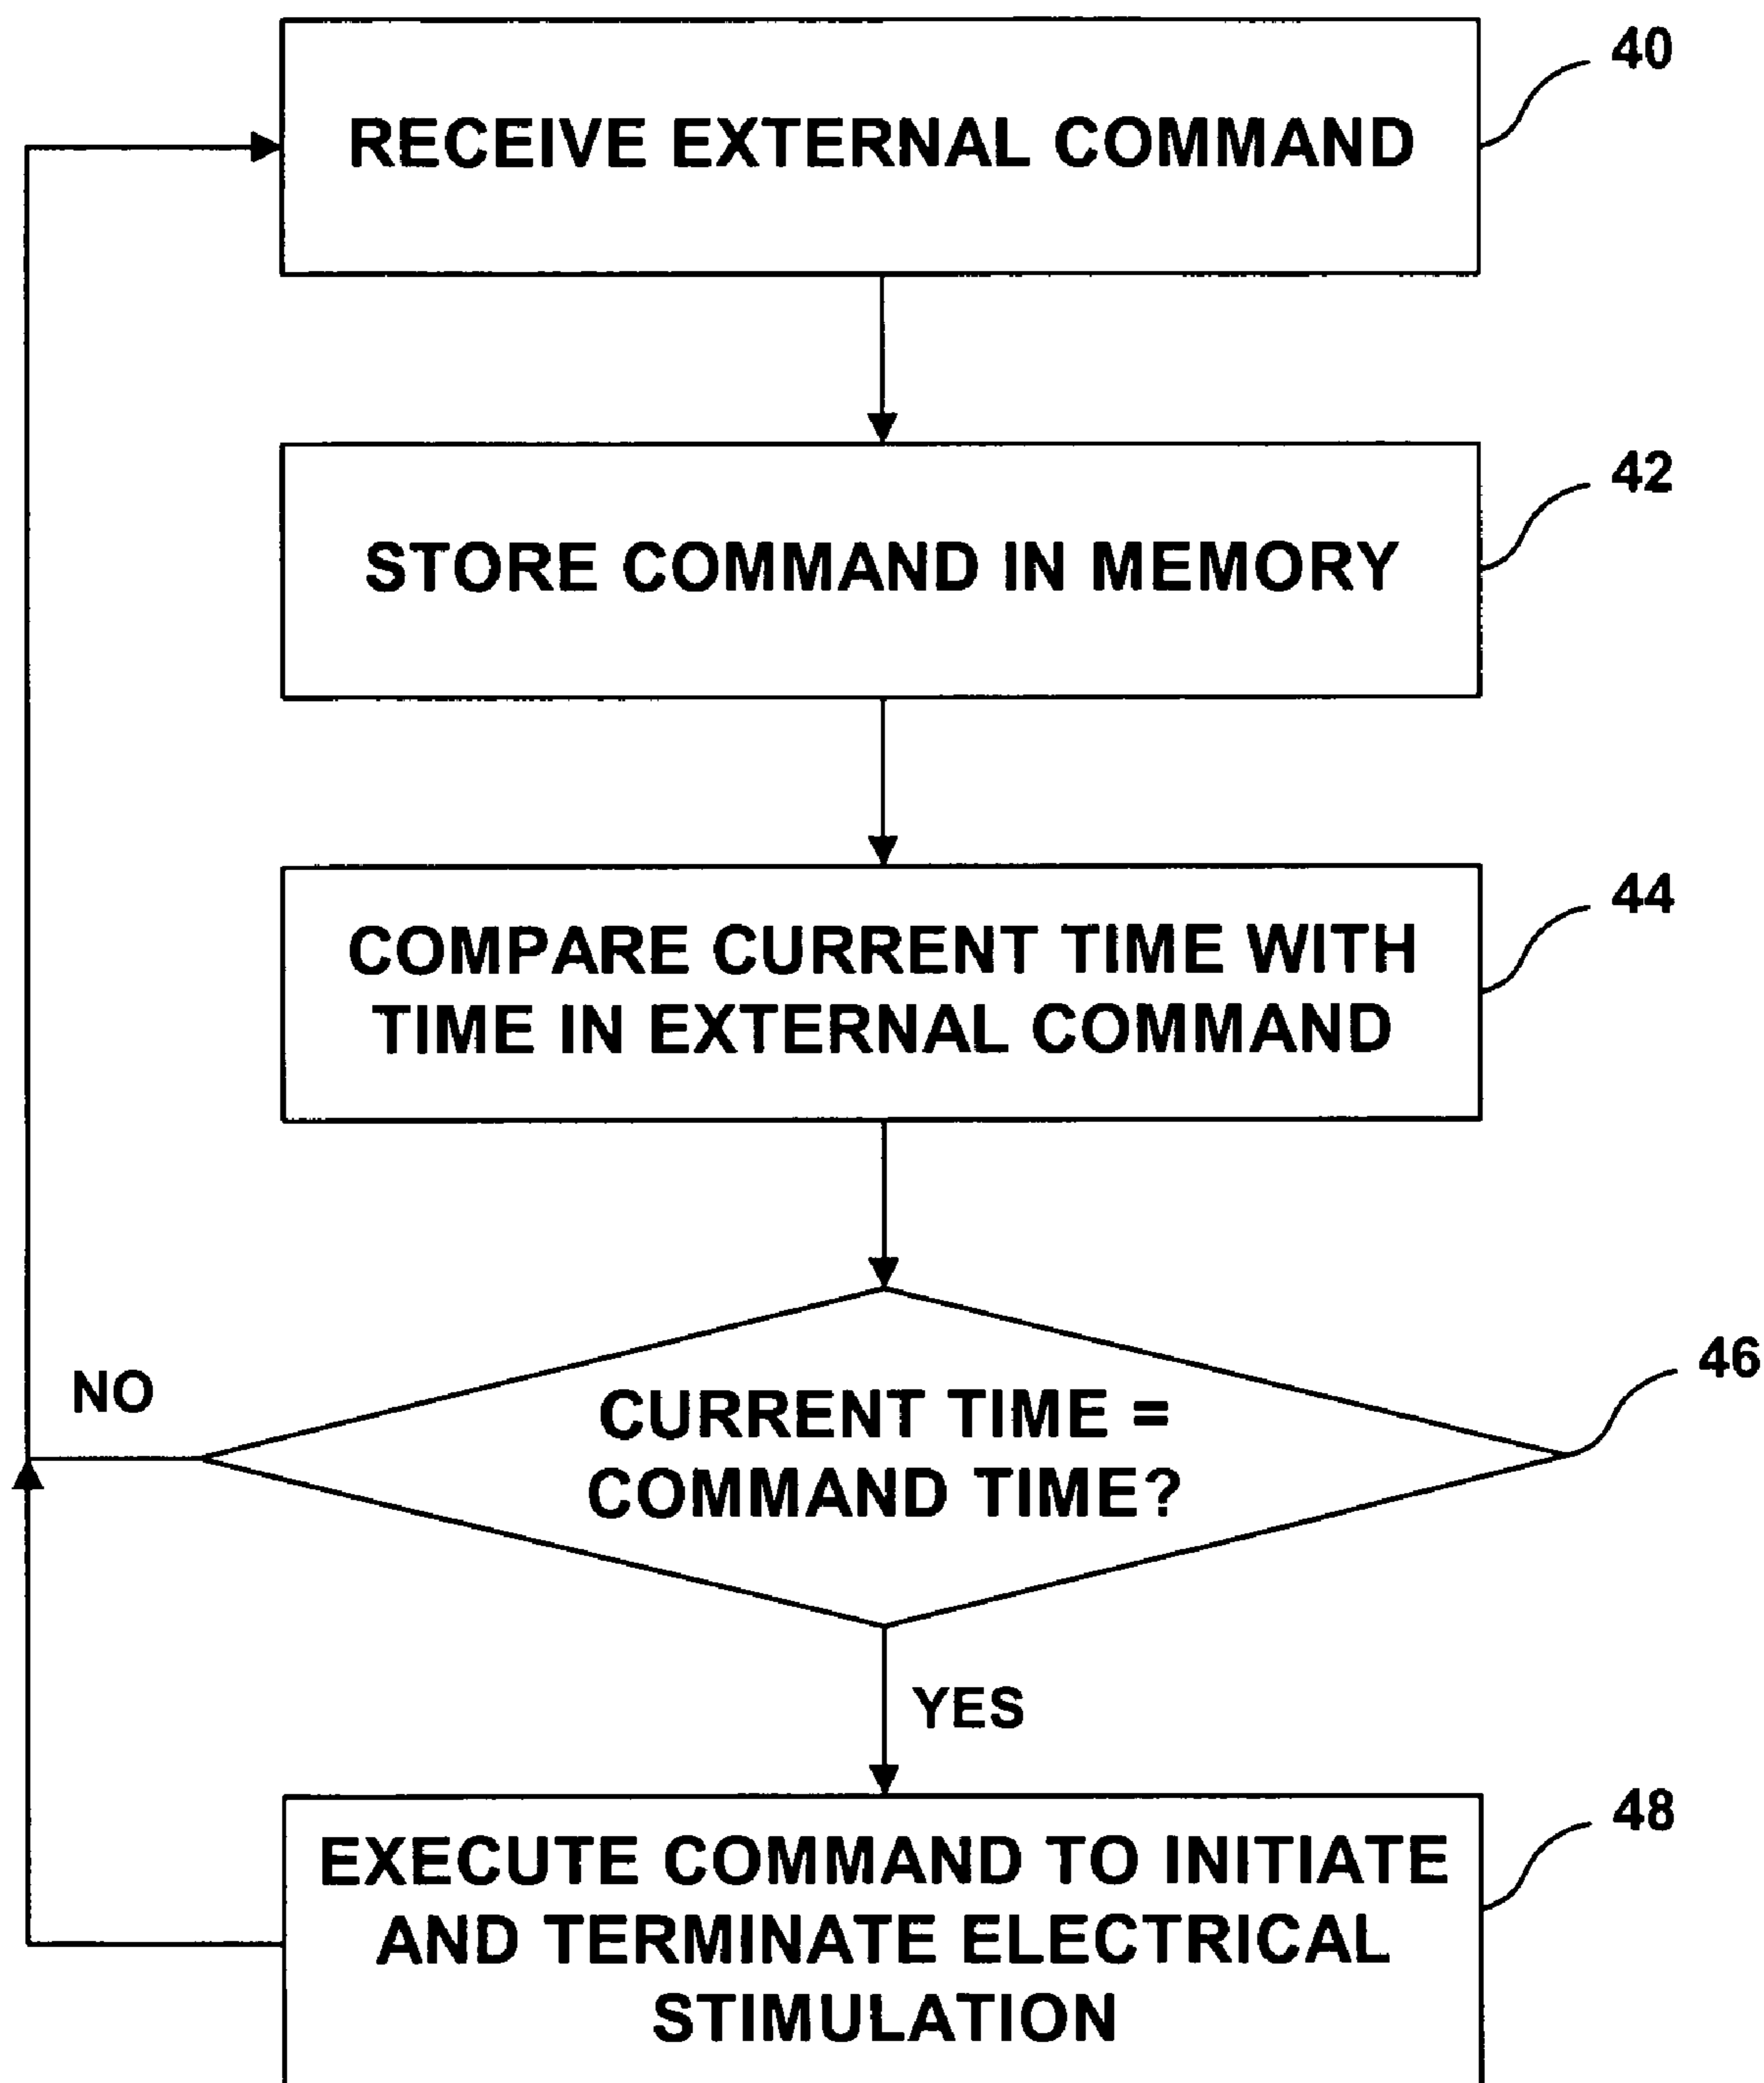 40
RECEIVE EXTERNAL COMMAND
42
STORE COMMAND IN MEMORY
44
COMPARE CURRENT TIME WITH
TIME IN EXTERNAL COMMAND
46
NO
CURRENT TIME =
COMMAND TIME?
YES
48
EXECUTE COMMAND TO INITIATE
AND TERMINATE ELECTRICAL
STIMULATION